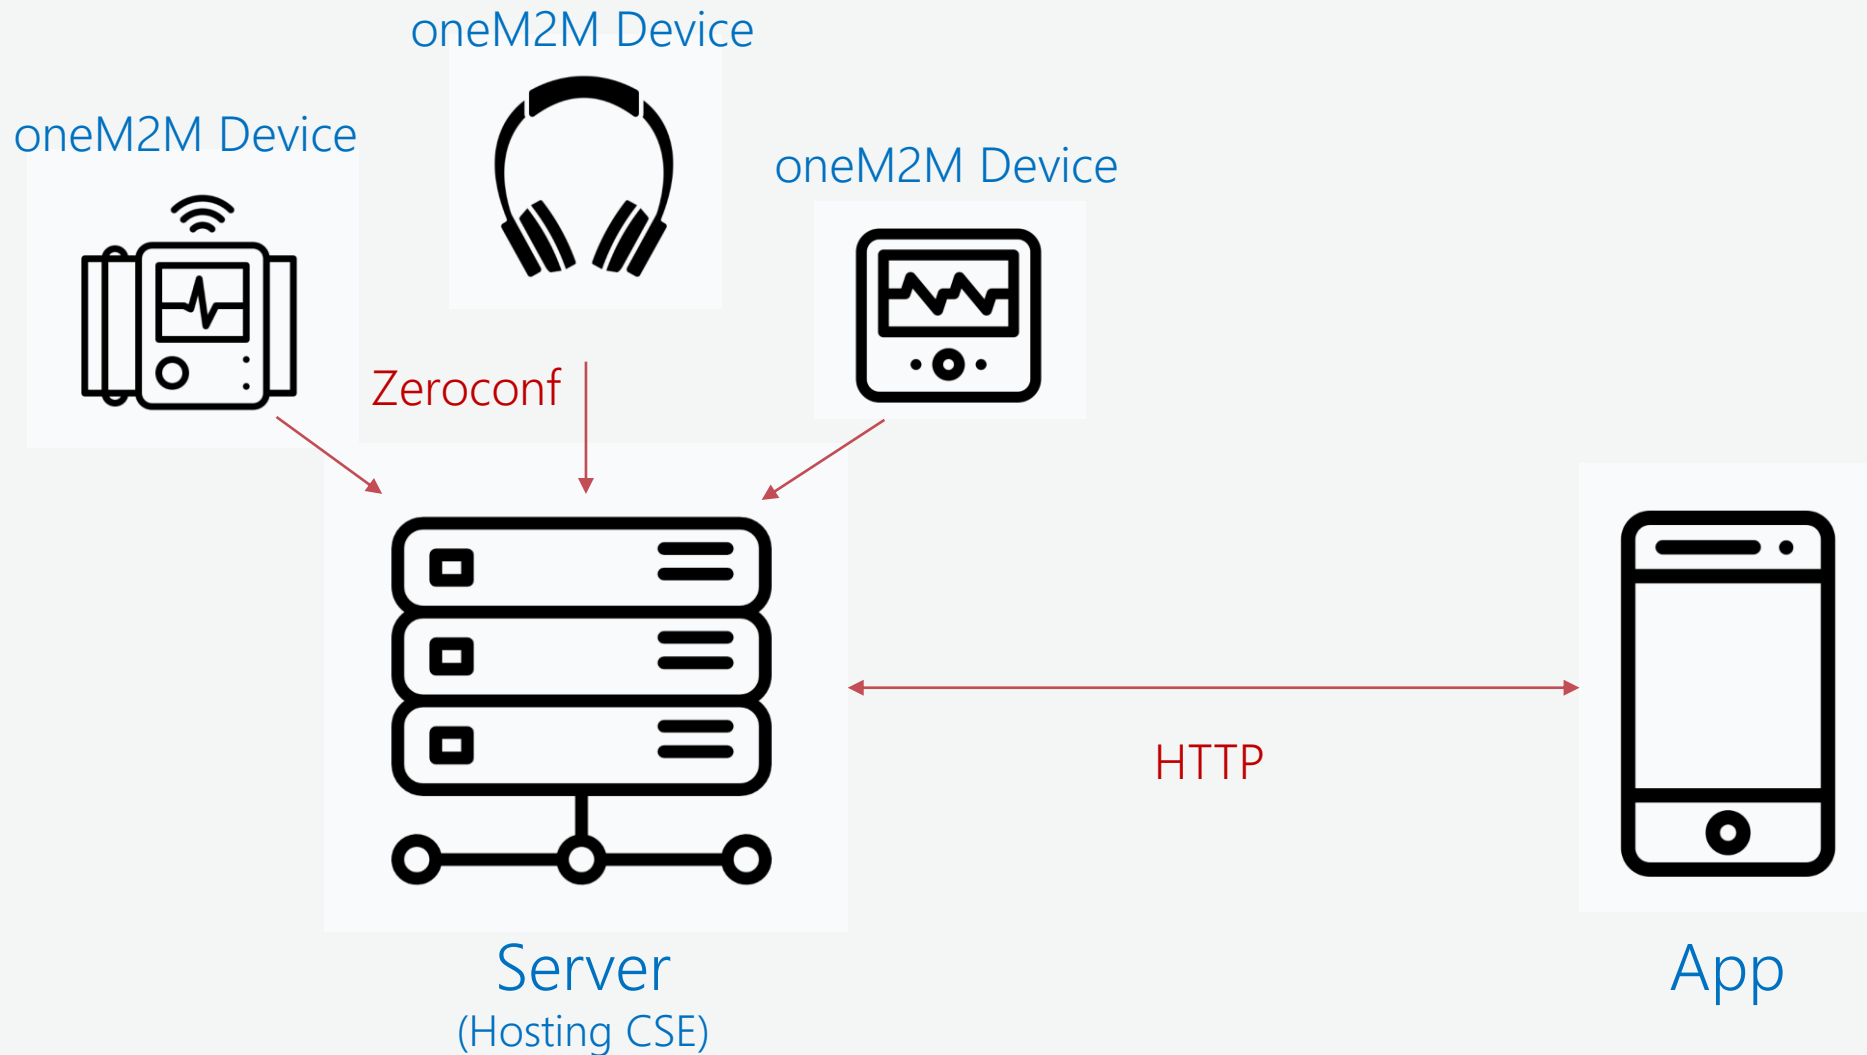 oneM2M Device
oneM2M Device
oneM2M Device
Zeroconf
HTTP
Server
(Hosting CSE)
App